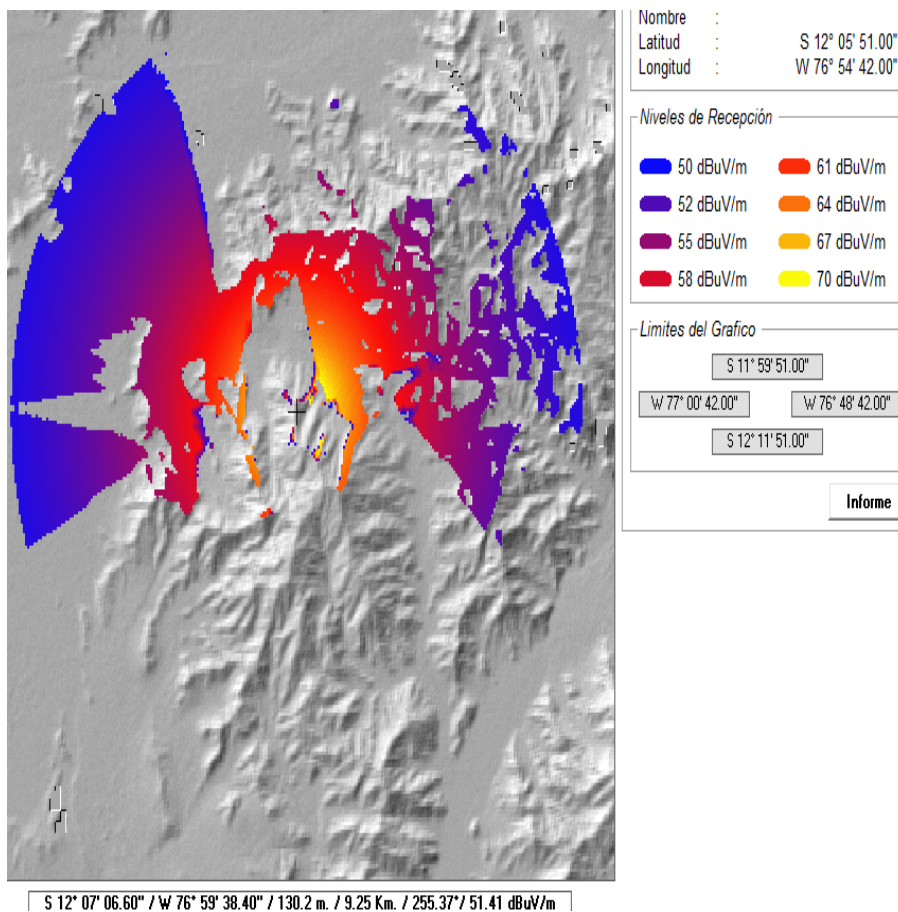 Nombre :
Latitud : S 12° 05' 51.00"
Longitud : W 76° 54' 42.00"
Niveles de Recepción
50 dBuV/m 61 dBuV/m
52 dBuV/m 64 dBuV/m
55 dBuV/m 67 dBuV/m
58 dBuV/m 70 dBuV/m
Limites del Grafico
S 11° 59' 51.00"
W 77° 00' 42.00" W 76° 48' 42.00"
S 12° 11' 51.00"
Informe
S 12° 07' 06.60" / W 76° 59' 38.40" / 130.2 m. / 9.25 Km. / 255.37°/ 51.41 dBuV/m